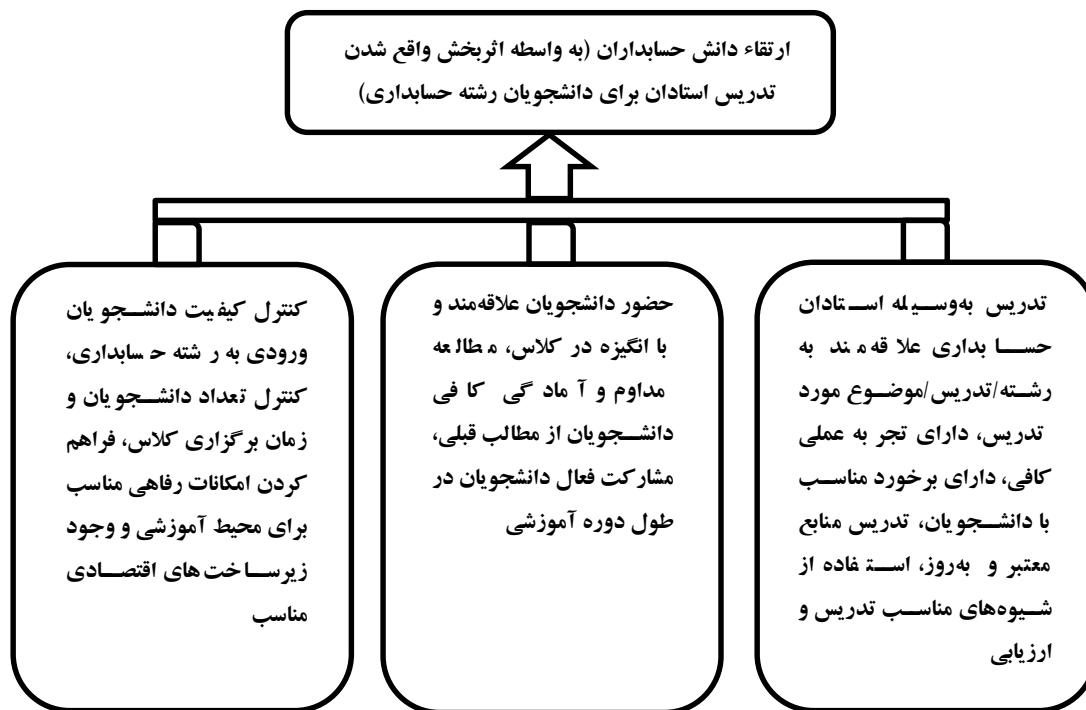 ارتقاء دانش حسابداران (به واسطه اثربخش واقع شدن
تدریس استادان برای دانشجویان رشته حسابداری)
تدریس به‌وسیله استادان
حسابداری علاقه‌مند به
رشته/تدریس/موضوع مورد
تدریس، دارای تجربه عملی
کافی، دارای برخورد مناسب
با دانشجویان، تدریس منابع
معتبر و به‌روز، استفاده از
شیوه‌های مناسب تدریس و
ارزیابی
حضور دانشجویان علاقه‌مند و
با انگیزه در کلاس، مطالعه
مداوم و آمادگی کافی
دانشجویان از مطالب قبلی،
مشارکت فعال دانشجویان در
طول دوره آموزشی
کنترل کیفیت دانشجویان
ورودی به رشته حسابداری،
کنترل تعداد دانشجویان و
زمان برگزاری کلاس، فراهم
کردن امکانات رفاهی مناسب
برای محیط آموزشی و وجود
زیرساخت‌های اقتصادی
مناسب